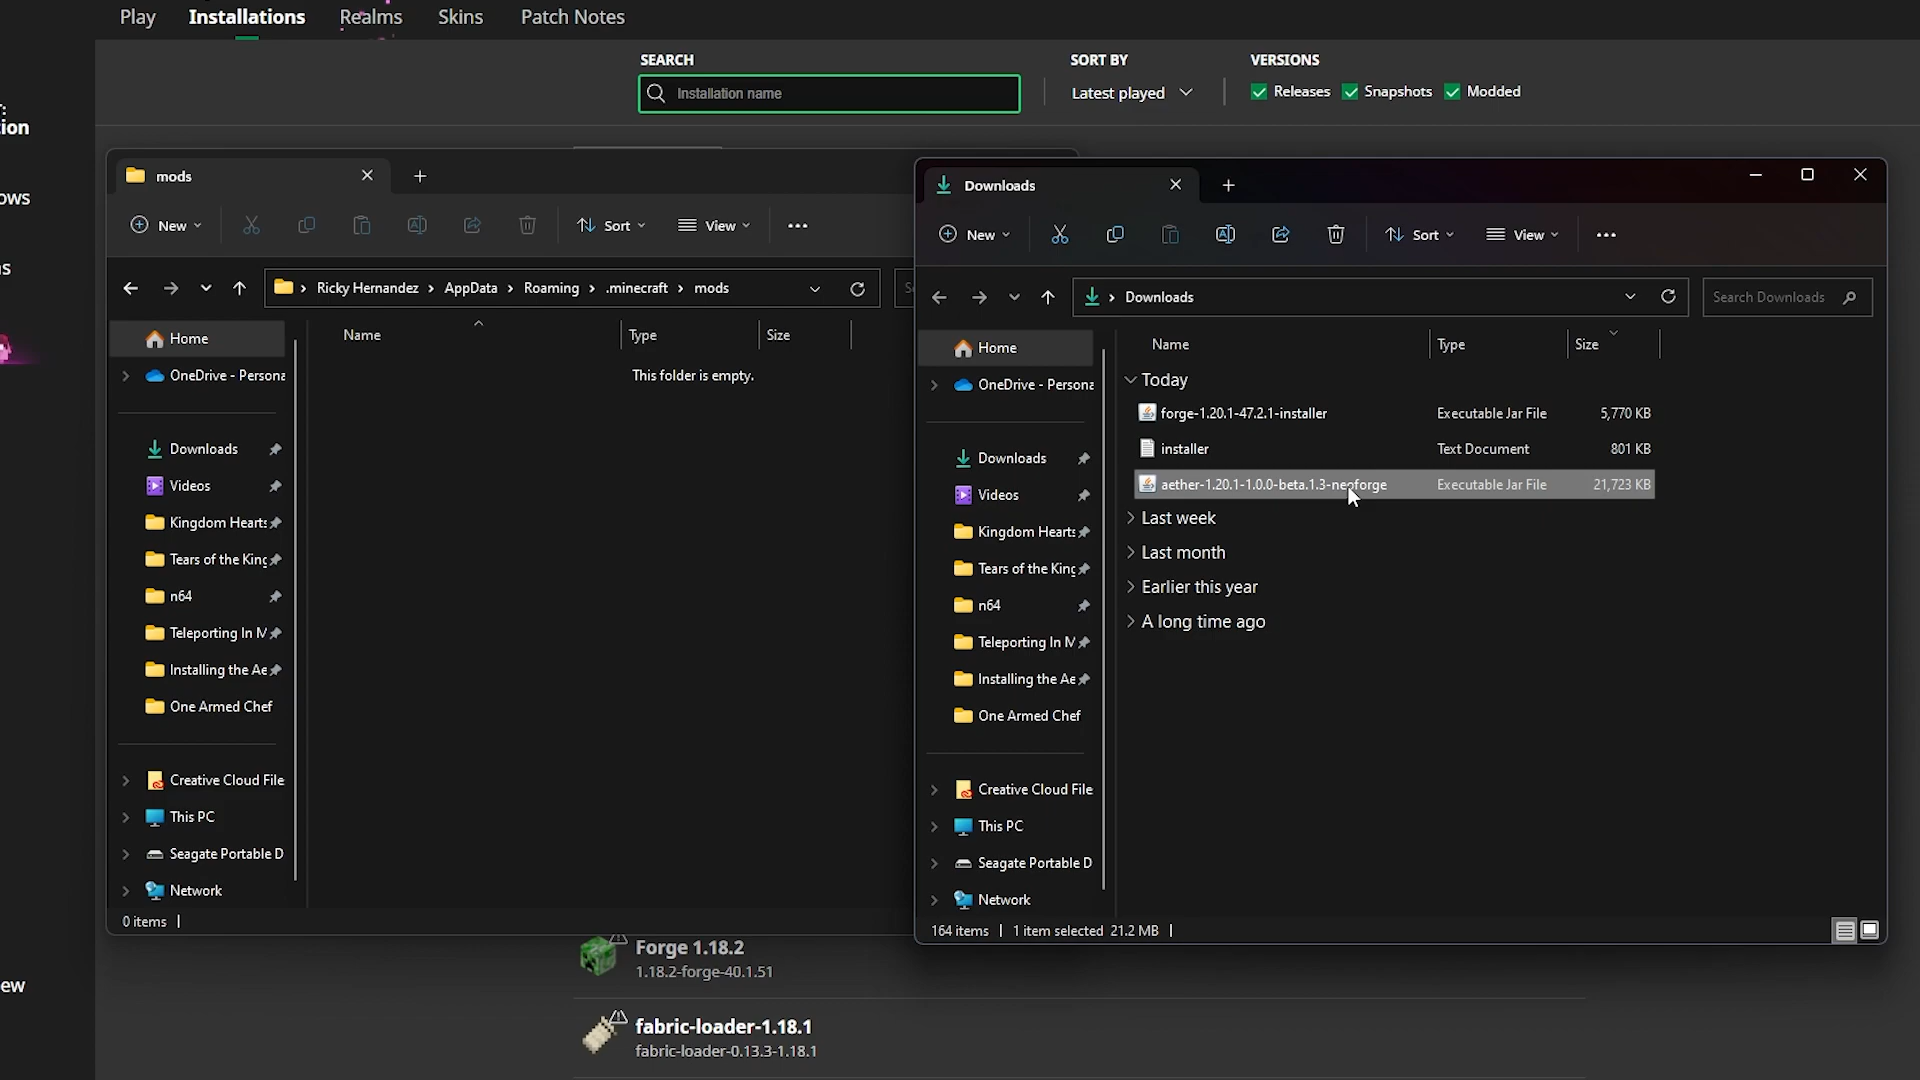 Play Installations Realms Skins Patch Notes
SEARCH SORT BY VERSIONS
Installation name Latest played Releases Snapshots Modded
ion
ows
s
ew
mods
New Sort View
Ricky Hernandez > AppData > Roaming > .minecraft > mods
Name Type Size
This folder is empty.
Home
OneDrive - Persona
Downloads
Videos
Kingdom Hearts
Tears of the King
n64
Teleporting In M
Installing the Ae
One Armed Chef
Creative Cloud File
This PC
Seagate Portable D
Network
0 items
Downloads
New Sort View
> Downloads Search Downloads
Name Type Size
Home
OneDrive - Persona
Downloads
Videos
Kingdom Hearts
Tears of the King
n64
Teleporting In M
Installing the Ae
One Armed Chef
Creative Cloud File
This PC
Seagate Portable D
Network
Today
forge-1.20.1-47.2.1-installer Executable Jar File 5,770 KB
installer Text Document 801 KB
aether-1.20.1-1.0.0-beta.1.3-neoforge Executable Jar File 21,723 KB
Last week
Last month
Earlier this year
A long time ago
164 items 1 item selected 21.2 MB
Forge 1.18.2
1.18.2-forge-40.1.51
fabric-loader-1.18.1
fabric-loader-0.13.3-1.18.1